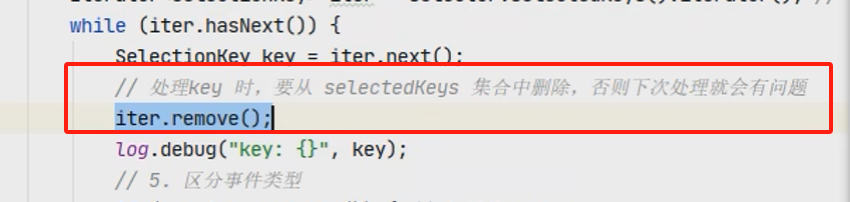 while (iter.hasNext()) {
SelectionKey key = iter.next();
// 处理key 时，要从 selectedKeys 集合中删除，否则下次处理就会有问题
iter.remove();
log.debug("key: {}", key);
// 5. 区分事件类型